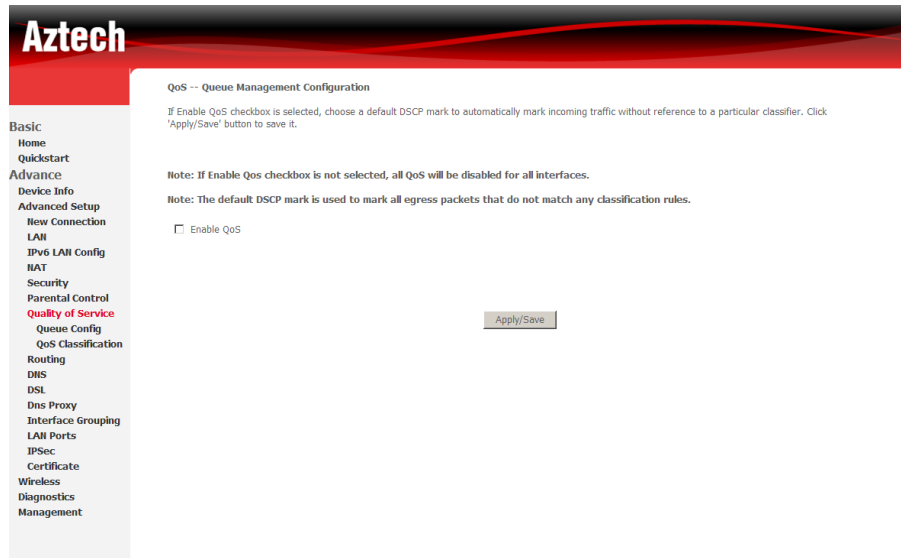 Aztech
Basic
Home
Quickstart
Advance
Device Info
Advanced Setup
New Connection
LAN
IPv6 LAN Config
NAT
Security
Parental Control
Quality of Service
Queue Config
QoS Classification
Routing
DNS
DSL
Dns Proxy
Interface Grouping
LAN Ports
IPSec
Certificate
Wireless
Diagnostics
Management
QoS -- Queue Management Configuration
If Enable QoS checkbox is selected, choose a default DSCP mark to automatically mark incoming traffic without reference to a particular classifier. Click
'Apply/Save' button to save it.
Note: If Enable Qos checkbox is not selected, all QoS will be disabled for all interfaces.
Note: The default DSCP mark is used to mark all egress packets that do not match any classification rules.
Enable QoS
Apply/Save